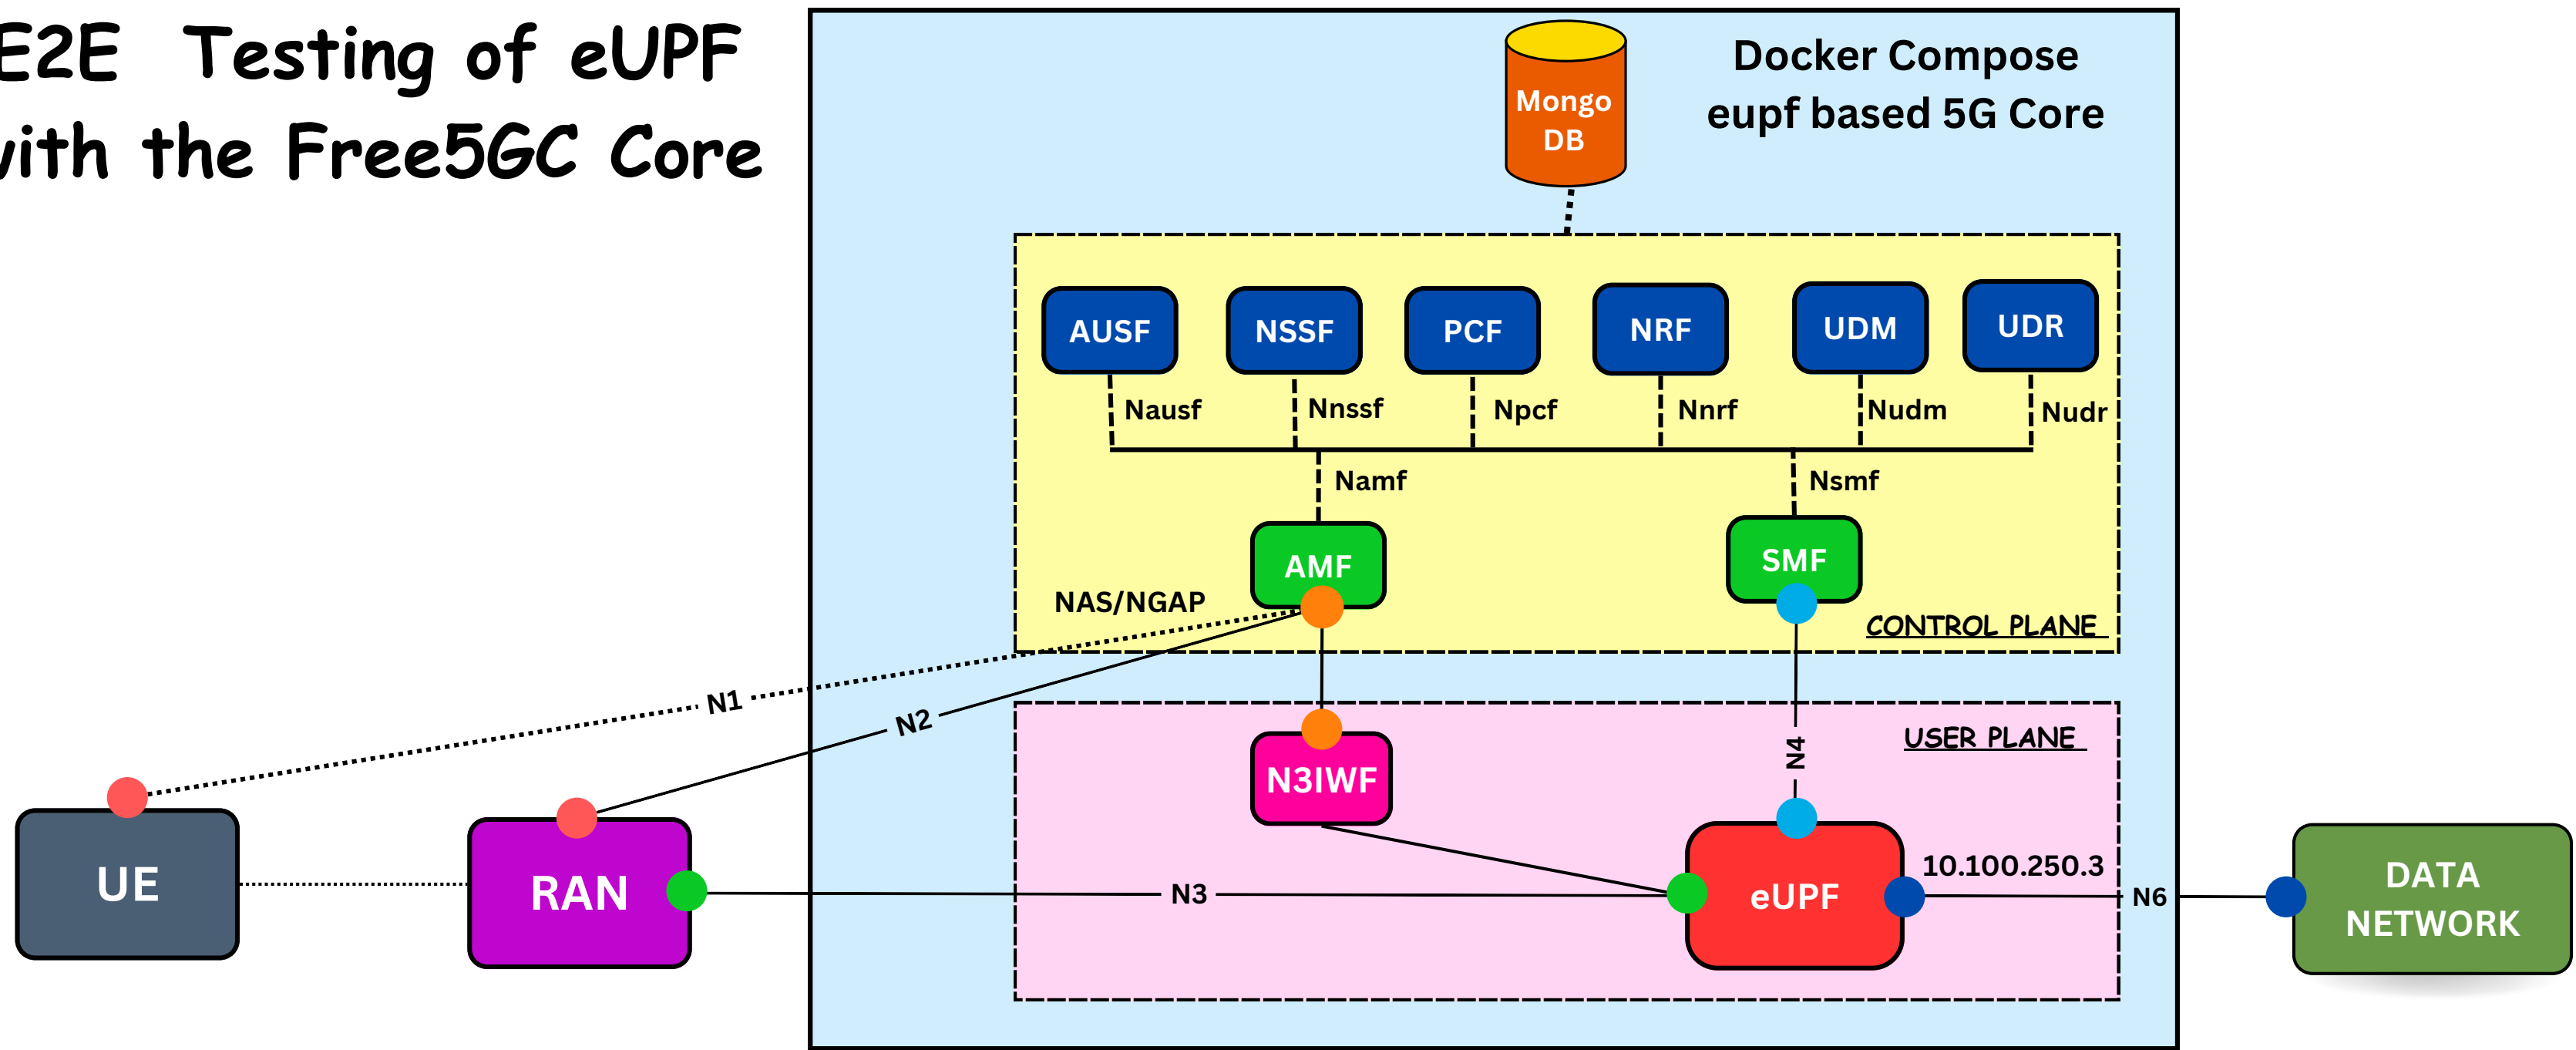 E2E Testing of eUPF
with the Free5GC Core
Docker Compose
eupf based 5G Core
Mongo
DB
AUSF
NSSF
PCF
NRF
UDM
UDR
Nausf
Nnssf
Npcf
Nnrf
Nudm
Nudr
Namf
Nsmf
AMF
SMF
NAS/NGAP
CONTROL PLANE
N1
N2
N4
USER PLANE
N3IWF
UE
RAN
N3
eUPF
10.100.250.3
N6
DATA
NETWORK